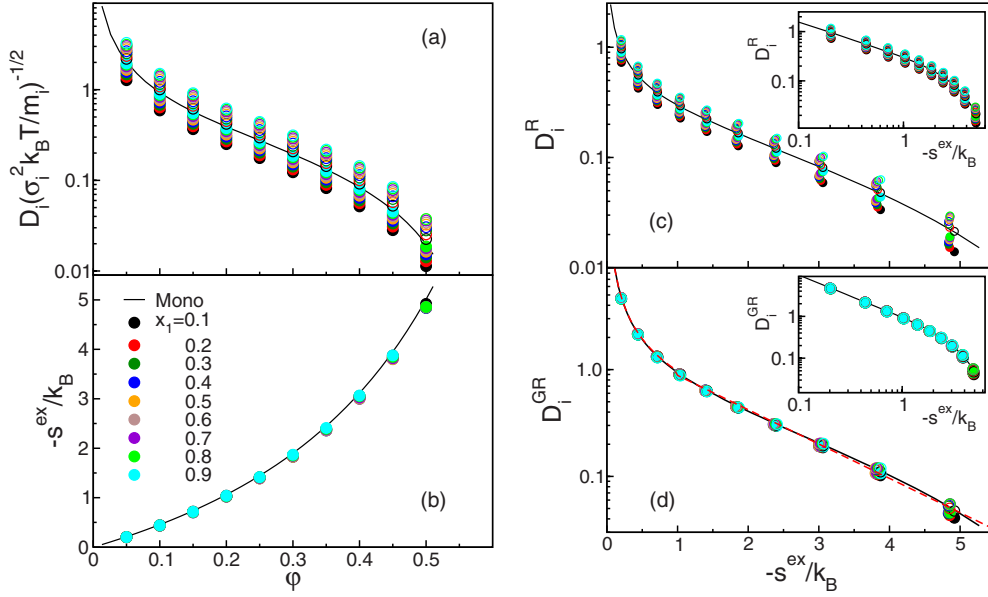 (a)
D_i(σ_i^2 k_BT/m_i)^{-1/2}
1
0.1
0.01
(b)
-s^{ex}/k_B
5
4
3
2
1
0
Mono
x_1=0.1
0.2
0.3
0.4
0.5
0.6
0.7
0.8
0.9
0 0.1 0.2 0.3 0.4 0.5
φ
(c)
D_i^R
1
0.1
0.01
D_i^R
1
0.1
0.1 1
-s^{ex}/k_B
(d)
D_i^{GR}
1.0
0.1
D_i^{GR}
1
0.1
0.1 1
-s^{ex}/k_B
0 1 2 3 4 5
-s^{ex}/k_B